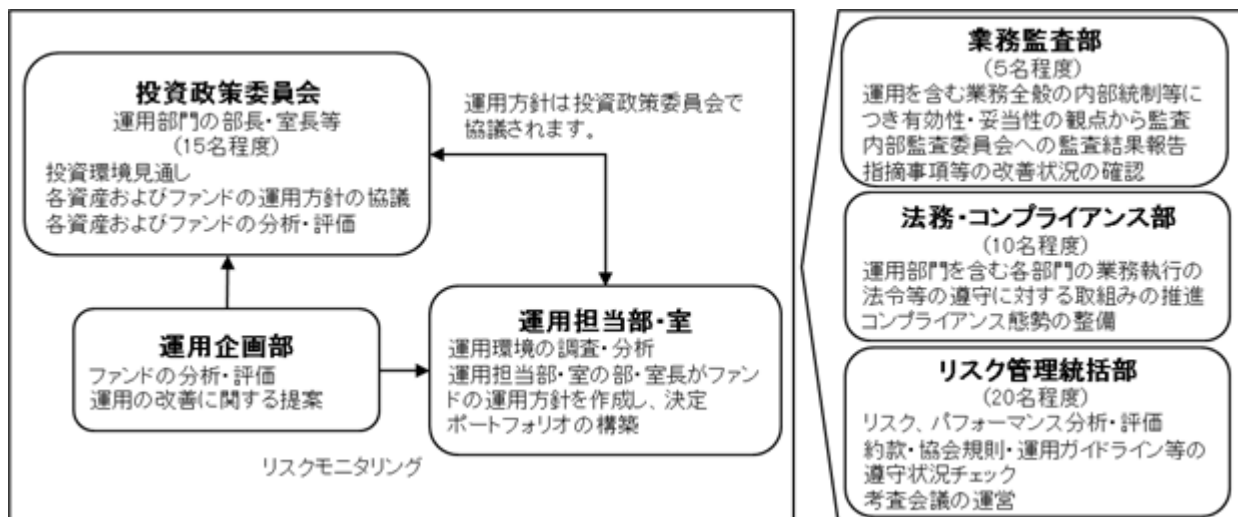 投資政策委員会
運用部門の部長・室長等
(15名程度)
投資環境見通し
各資産およびファンドの運用方針の協議
各資産およびファンドの分析・評価
運用方針は投資政策委員会で
協議されます。
運用企画部
ファンドの分析・評価
運用の改善に関する提案
運用担当部・室
運用環境の調査・分析
運用担当部・室の部・室長がファン
ドの運用方針を作成し、決定
ポートフォリオの構築
リスクモニタリング
業務監査部
(5名程度)
運用を含む業務全般の内部統制等に
つき有効性・妥当性の観点から監査
内部監査委員会への監査結果報告
指摘事項等の改善状況の確認
法務・コンプライアンス部
(10名程度)
運用部門を含む各部門の業務執行の
法令等の遵守に対する取組みの推進
コンプライアンス態勢の整備
リスク管理統括部
(20名程度)
リスク、パフォーマンス分析・評価
約款・協会規則・運用ガイドライン等の
遵守状況チェック
考査会議の運営